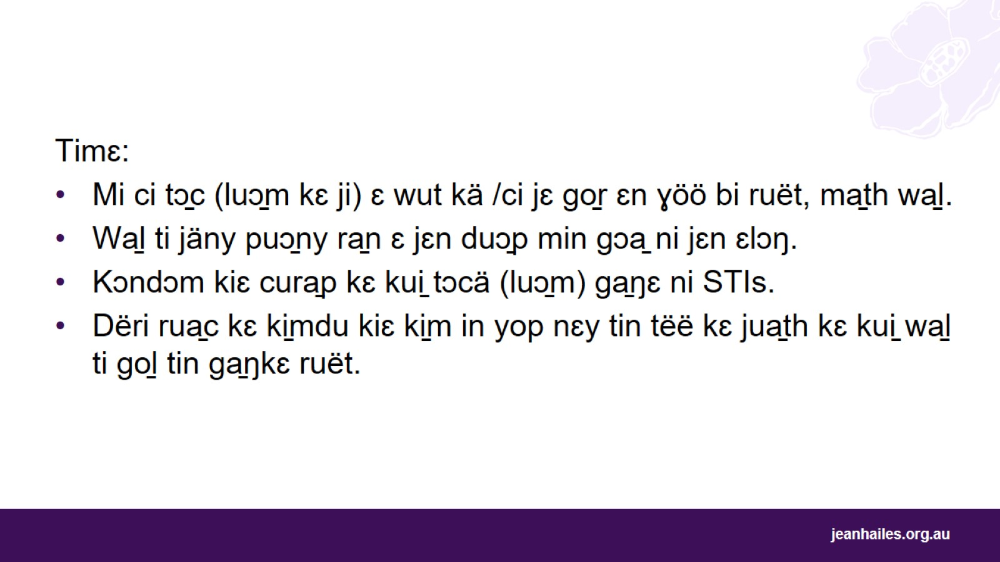 Timɛ:
• Mi ci tɔ̱c (luɔ̱m kɛ ji) ɛ wut kä /ci jɛ go̱r ɛn ɣöö bi ruët, ma̱th wa̱l.
• Wa̱l ti jäny puɔ̱ny ra̱n ɛ jɛn duɔ̱p min gɔa̱ ni jɛn ɛlɔŋ.
• Kɔndɔm kiɛ cura̱p kɛ kui̱ tɔcä (luɔ̱m) ga̱ŋɛ ni STIs.
• Dëri rua̱c kɛ ki̱mdu kiɛ ki̱m in yop nɛy tin tëë kɛ jua̱th kɛ kui̱ wa̱l
ti go̱l tin ga̱ŋkɛ ruët.
jeanhailes.org.au